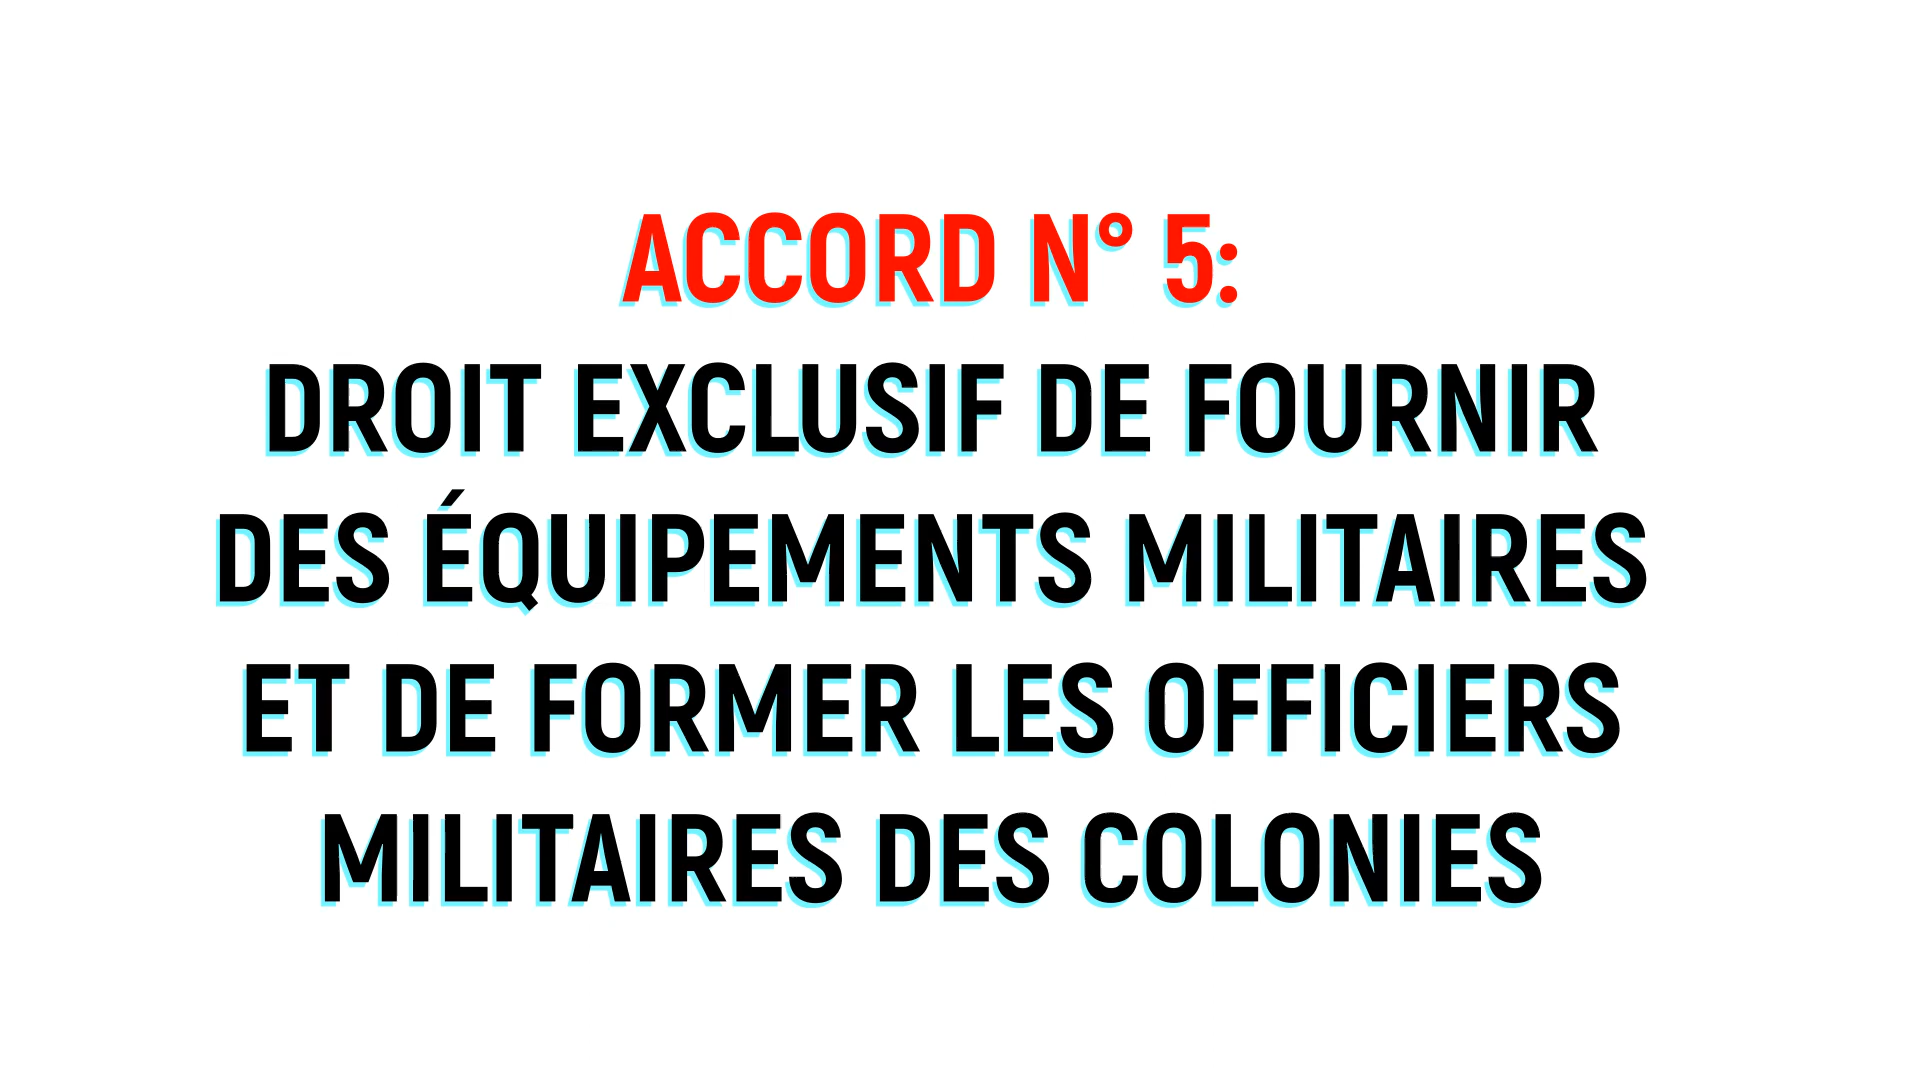 ACCORD N° 5:
DROIT EXCLUSIF DE FOURNIR
DES ÉQUIPEMENTS MILITAIRES
ET DE FORMER LES OFFICIERS
MILITAIRES DES COLONIES